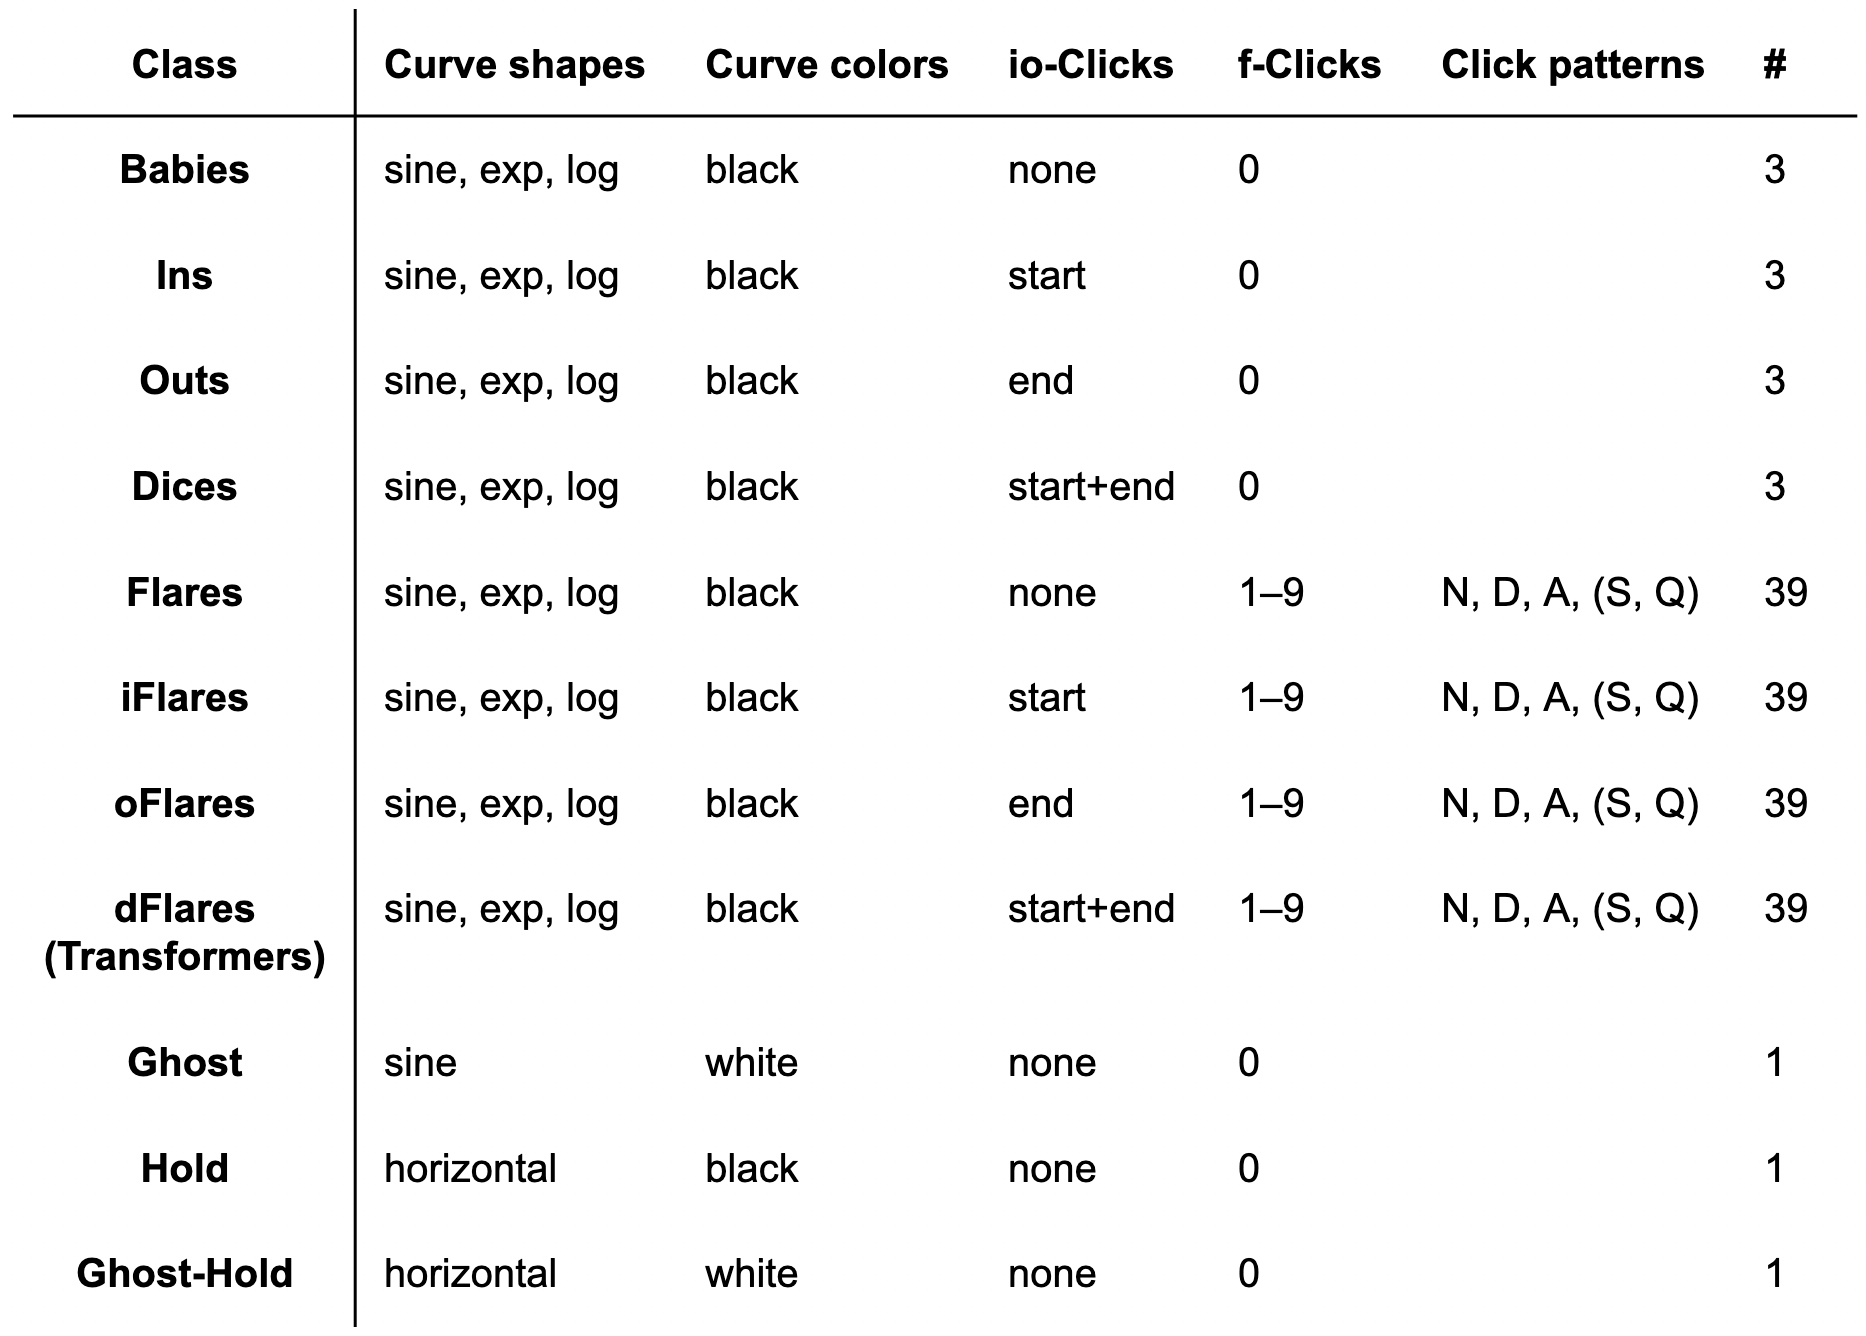 Class Curve shapes Curve colors io-Clicks f-Clicks Click patterns #
Babies sine, exp, log black none 0 3
Ins sine, exp, log black start 0 3
Outs sine, exp, log black end 0 3
Dices sine, exp, log black start+end 0 3
Flares sine, exp, log black none 1–9 N, D, A, (S, Q) 39
iFlares sine, exp, log black start 1–9 N, D, A, (S, Q) 39
oFlares sine, exp, log black end 1–9 N, D, A, (S, Q) 39
dFlares sine, exp, log black start+end 1–9 N, D, A, (S, Q) 39
(Transformers)
Ghost sine white none 0 1
Hold horizontal black none 0 1
Ghost-Hold horizontal white none 0 1